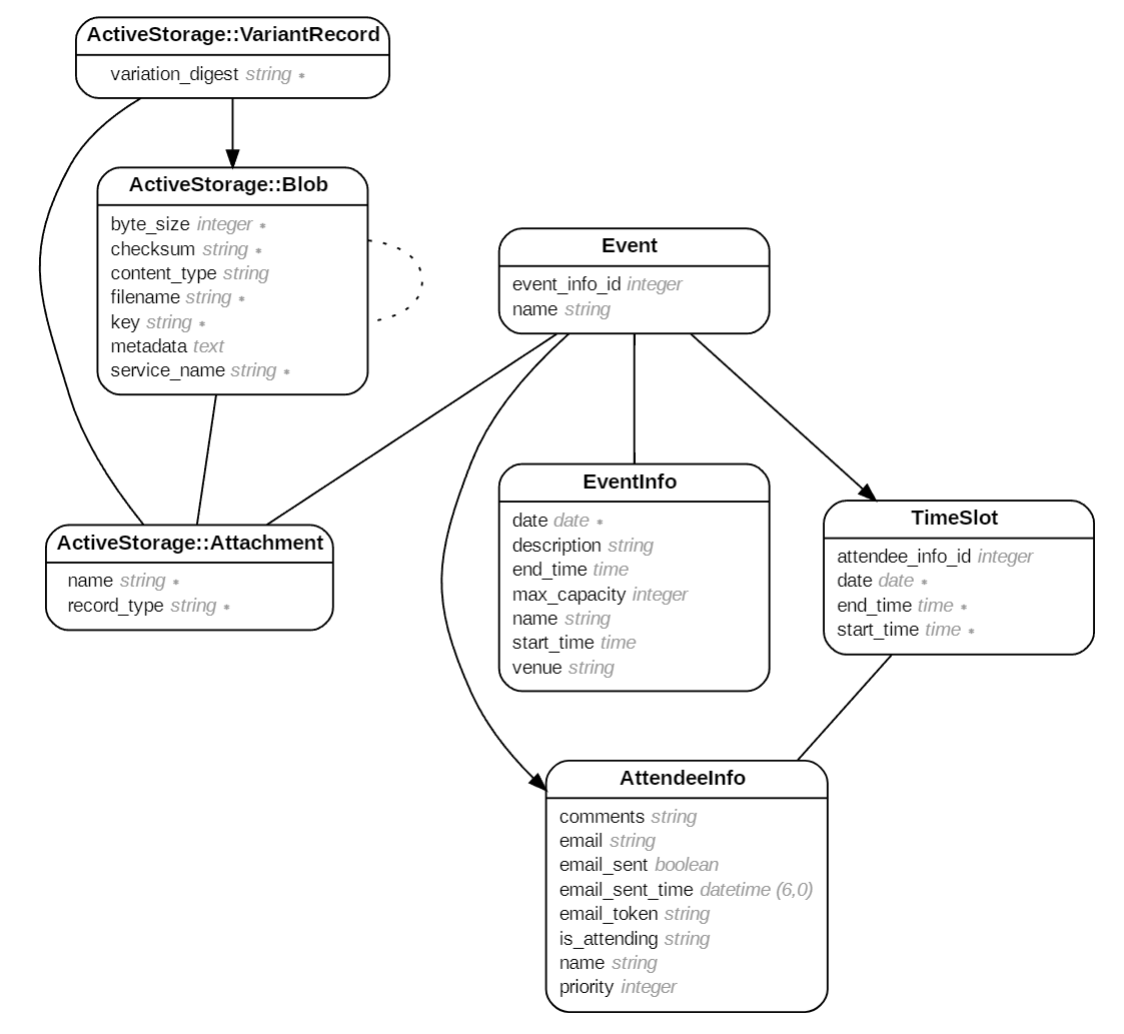 ActiveStorage::VariantRecord
variation_digest string *
ActiveStorage::Blob
byte_size integer *
checksum string *
content_type string
filename string *
key string *
metadata text
service_name string *
Event
event_info_id integer
name string
EventInfo
date date *
description string
end_time time
max_capacity integer
name string
start_time time
venue string
TimeSlot
attendee_info_id integer
date date *
end_time time *
start_time time *
ActiveStorage::Attachment
name string *
record_type string *
AttendeeInfo
comments string
email string
email_sent boolean
email_sent_time datetime (6,0)
email_token string
is_attending string
name string
priority integer